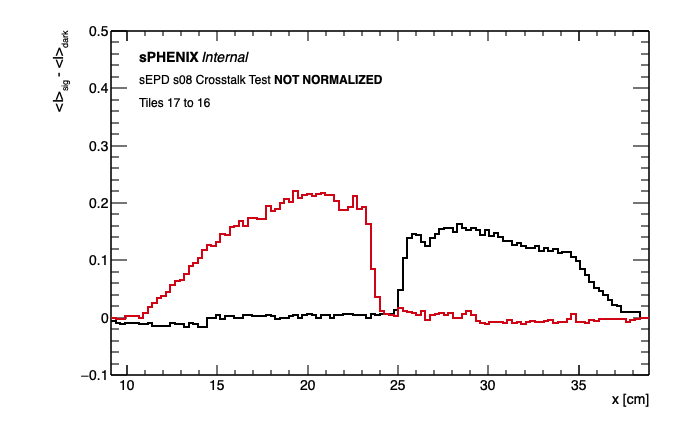 0.5
<I>sig - <I>dark
sPHENIX Internal
sEPD s08 Crosstalk Test NOT NORMALIZED
Tiles 17 to 16
0.4
0.3
0.2
0.1
0
−0.1
10 15 20 25 30 35
x [cm]